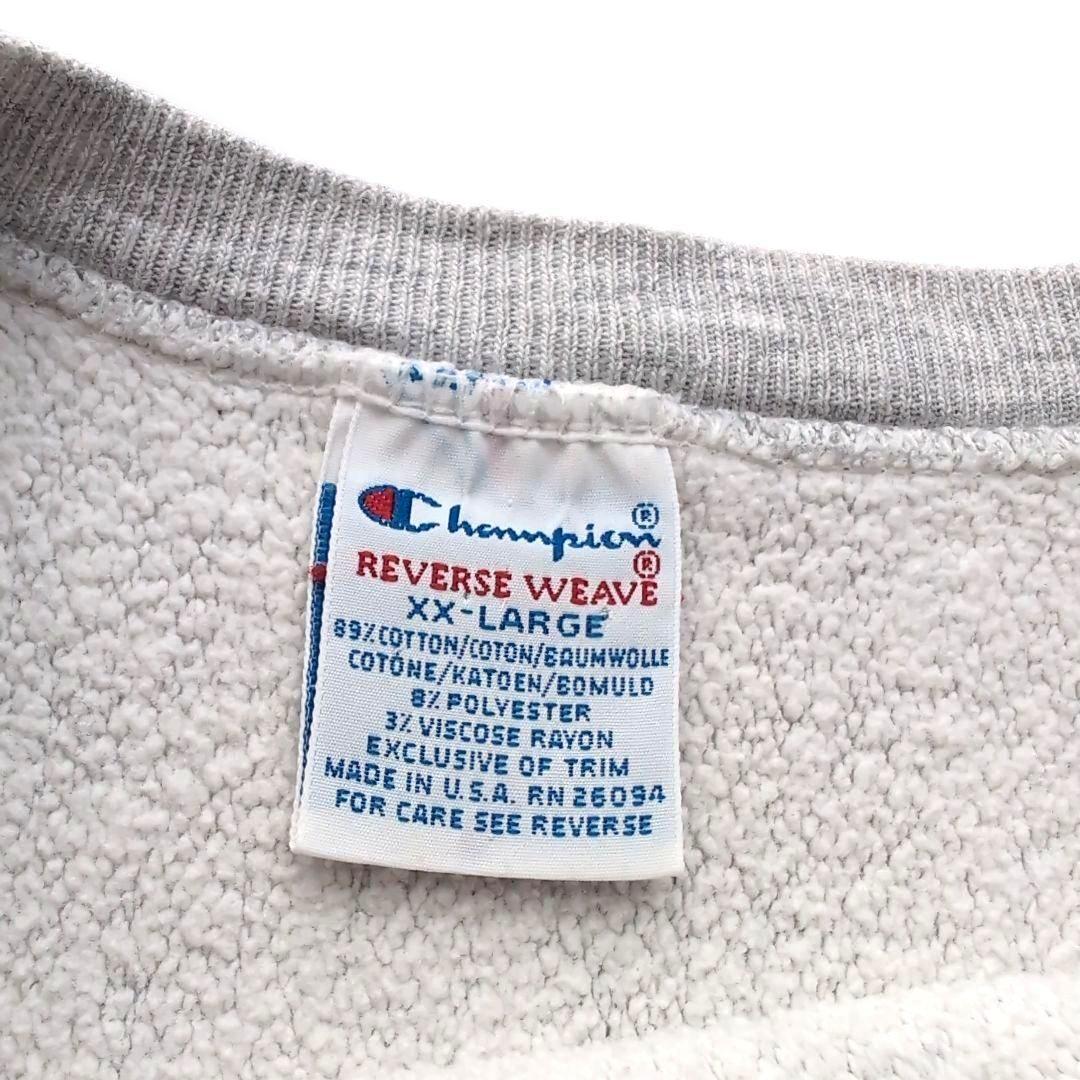 Champion®
REVERSE WEAVE®
XX-LARGE
89% COTTON/COTON/BAUMWOLLE
COTONE/KATOEN/BOMULD
8% POLYESTER
3% VISCOSE RAYON
EXCLUSIVE OF TRIM
MADE IN U.S.A. RN 26094
FOR CARE SEE REVERSE